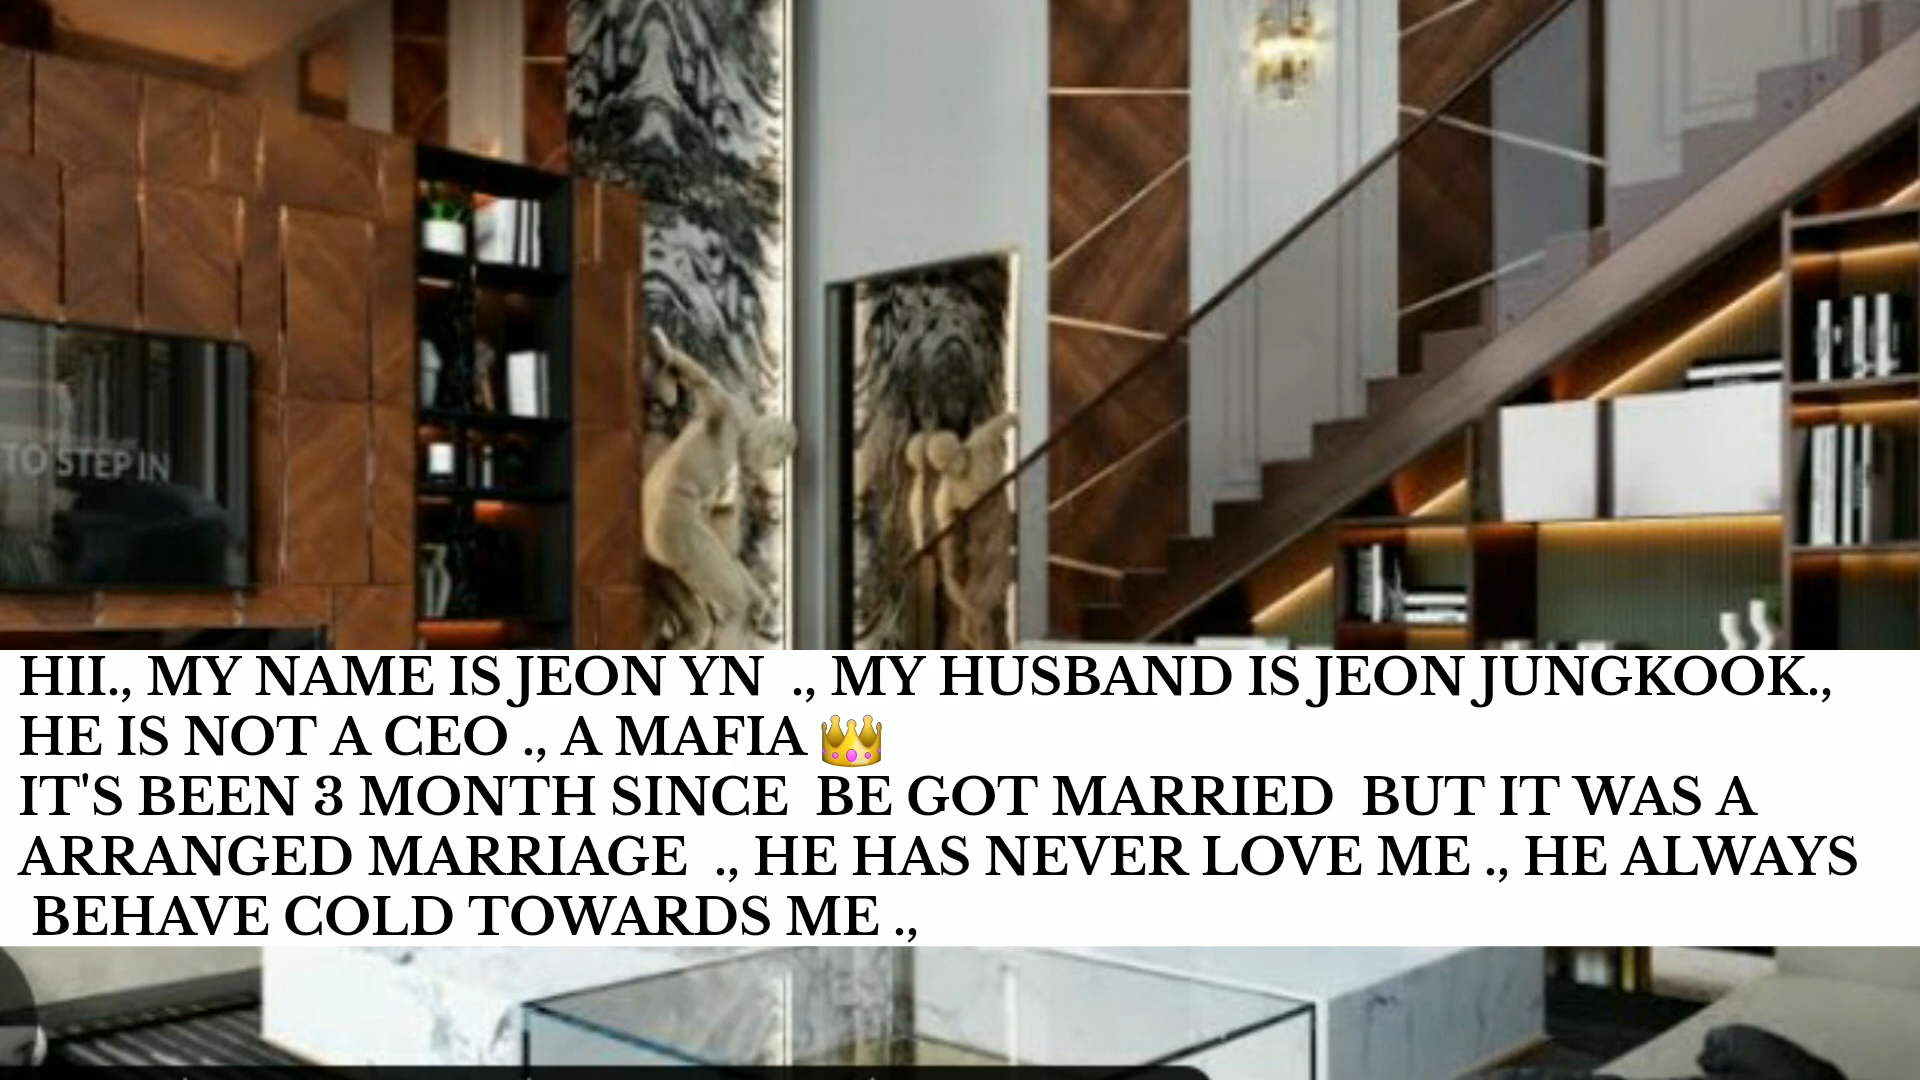 TO STEP IN
HII., MY NAME IS JEON YN  ., MY HUSBAND IS JEON JUNGKOOK.,
HE IS NOT A CEO ., A MAFIA 👑
IT'S BEEN 3 MONTH SINCE  BE GOT MARRIED  BUT IT WAS A
ARRANGED MARRIAGE  ., HE HAS NEVER LOVE ME ., HE ALWAYS
BEHAVE COLD TOWARDS ME .,